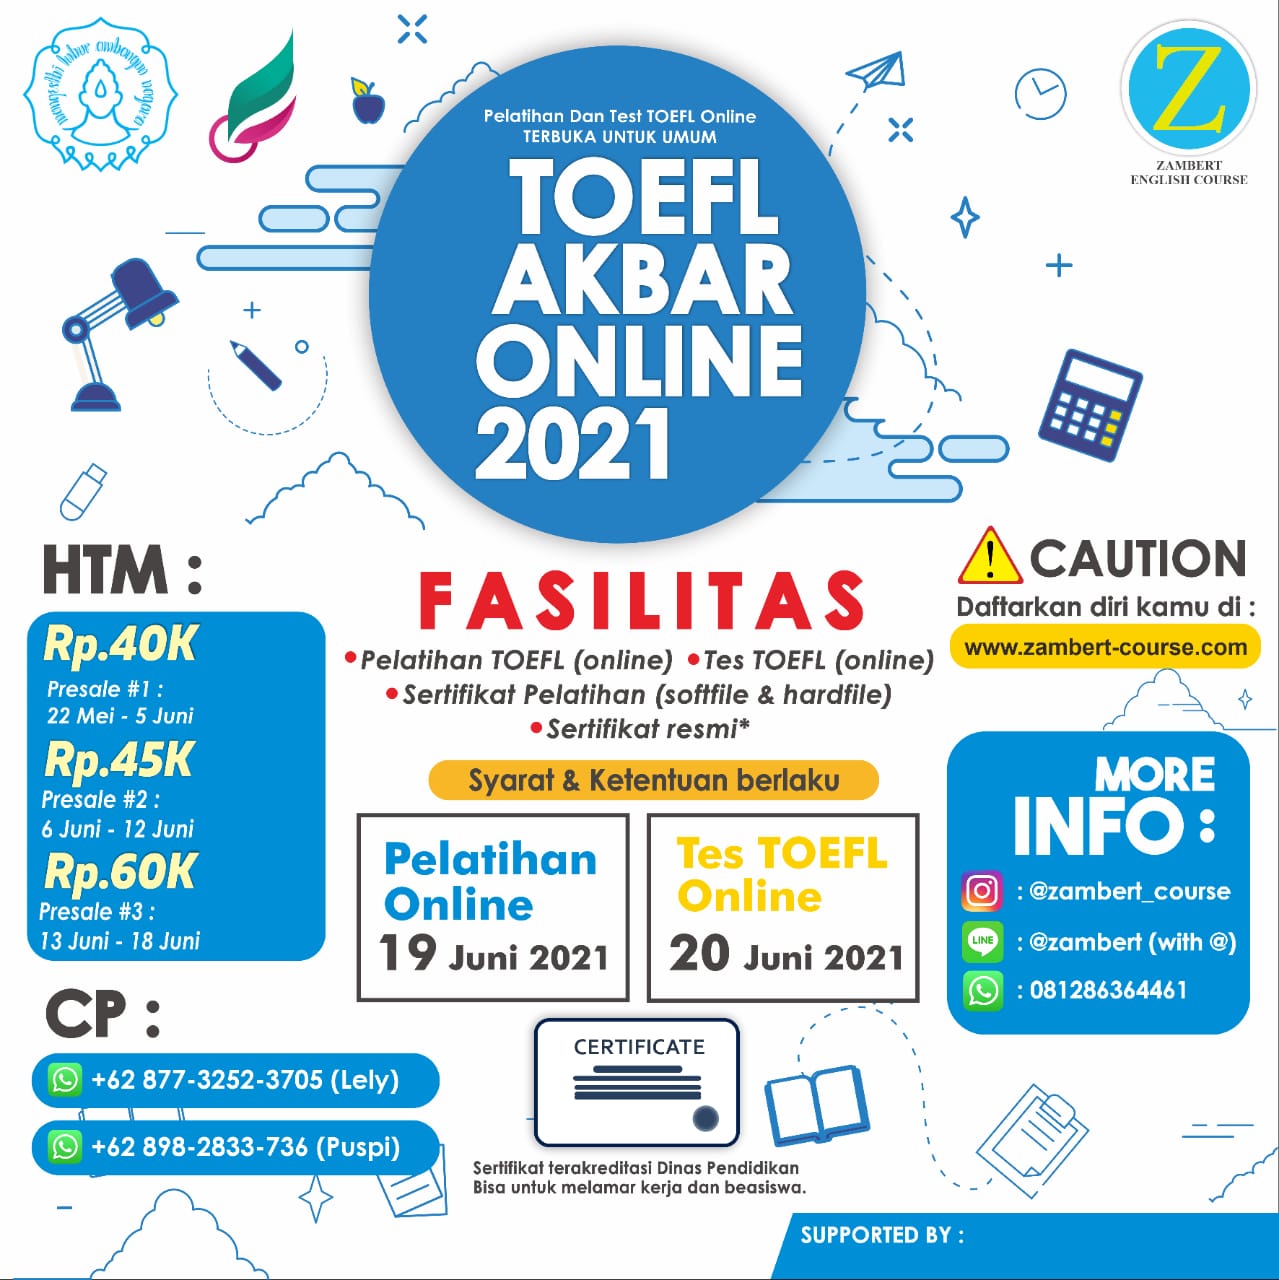 mangesthi luhur ambangun nagara
Z
ZAMBERT
ENGLISH COURSE
Pelatihan Dan Test TOEFL Online
TERBUKA UNTUK UMUM
TOEFL
AKBAR
ONLINE
2021
HTM :
Rp.40K
Presale #1 :
22 Mei - 5 Juni
Rp.45K
Presale #2 :
6 Juni - 12 Juni
Rp.60K
Presale #3 :
13 Juni - 18 Juni
CP :
+62 877-3252-3705 (Lely)
+62 898-2833-736 (Puspi)
FASILITAS
•Pelatihan TOEFL (online) •Tes TOEFL (online)
•Sertifikat Pelatihan (softfile & hardfile)
•Sertifikat resmi*
Syarat & Ketentuan berlaku
Pelatihan
Online
19 Juni 2021
Tes TOEFL
Online
20 Juni 2021
CERTIFICATE
Sertifikat terakreditasi Dinas Pendidikan
Bisa untuk melamar kerja dan beasiswa.
! CAUTION
Daftarkan diri kamu di :
www.zambert-course.com
MORE
INFO :
: @zambert_course
LINE : @zambert (with @)
: 081286364461
SUPPORTED BY :